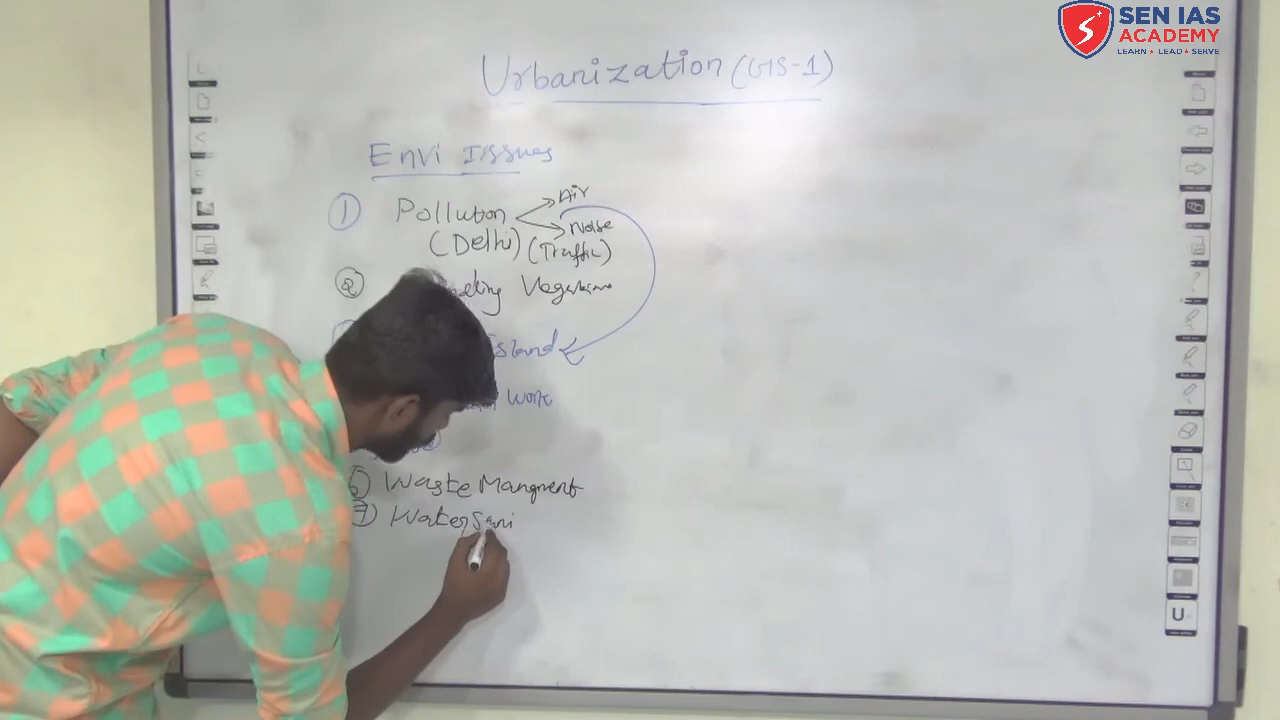 SEN IAS
ACADEMY
LEARN ★ LEAD ★ SERVE
Urbanization (GS-1)
Envi Issues
① Pollution Air
Noise
(Delhi) (Traffic)
②
Island
Work
⑥ Waste Mangment
⑦ Water, Sani
U